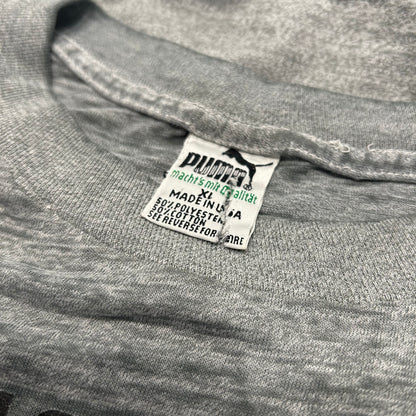 PUMA®
macht's mit Qualität
XL
MADE IN USA
50% POLYESTER
50% COTTON
SEE REVERSE FOR CARE